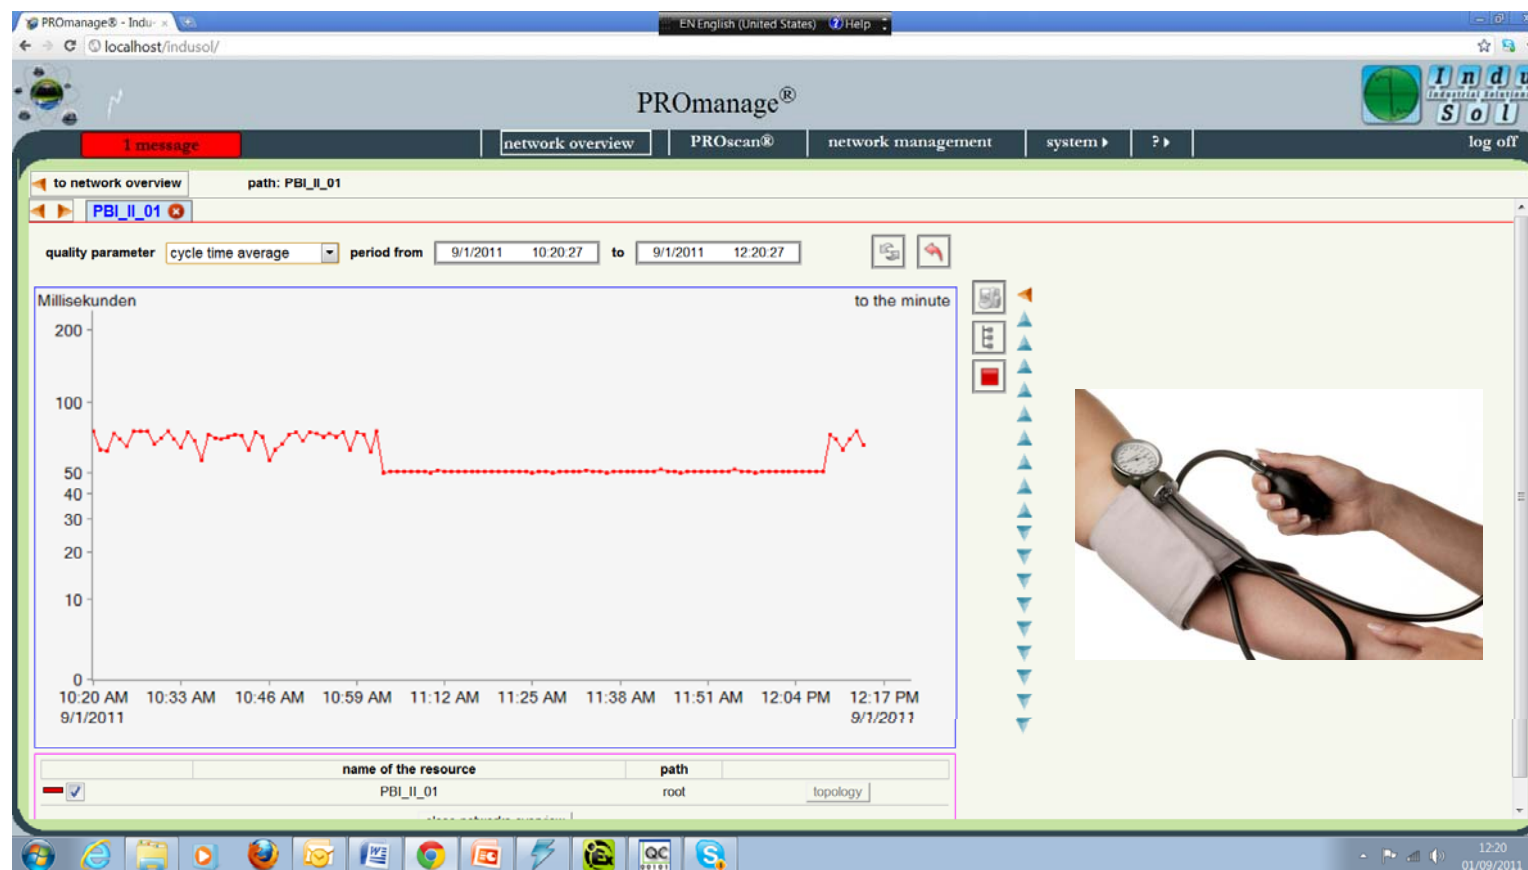 PROmanage® - Indu-
EN English (United States) Help
localhost/indusol/
PROmanage®
Indu
Industrial Solution
Sol
1 message
network overview
PROscan®
network management
system
?
log off
to network overview
path: PBI_II_01
PBI_II_01
quality parameter cycle time average period from 9/1/2011 10:20:27 to 9/1/2011 12:20:27
Millisekunden
to the minute
200
100
50
40
30
20
10
0
10:20 AM 10:33 AM 10:46 AM 10:59 AM 11:12 AM 11:25 AM 11:38 AM 11:51 AM 12:04 PM 12:17 PM
9/1/2011 9/1/2011
name of the resource path
PBI_II_01 root topology
QC
12:20
01/09/2011